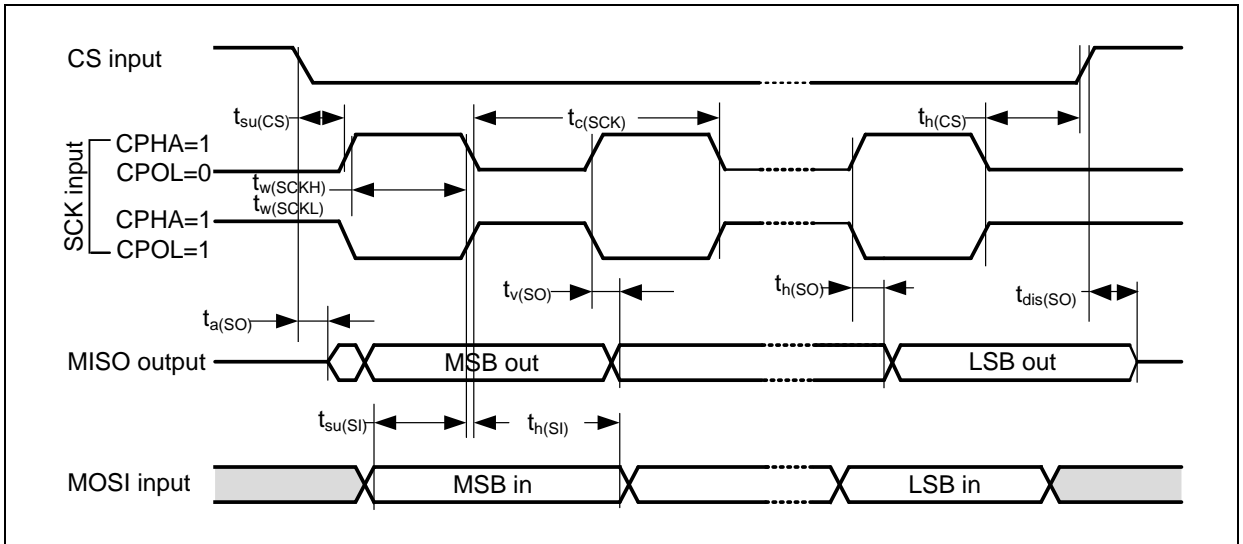 CS input
t_su(CS)
t_c(SCK)
t_h(CS)
SCK input
CPHA=1
CPOL=0
t_w(SCKH)
t_w(SCKL)
CPHA=1
CPOL=1
t_v(SO)
t_h(SO)
t_dis(SO)
t_a(SO)
MISO output
MSB out
LSB out
t_su(SI)
t_h(SI)
MOSI input
MSB in
LSB in